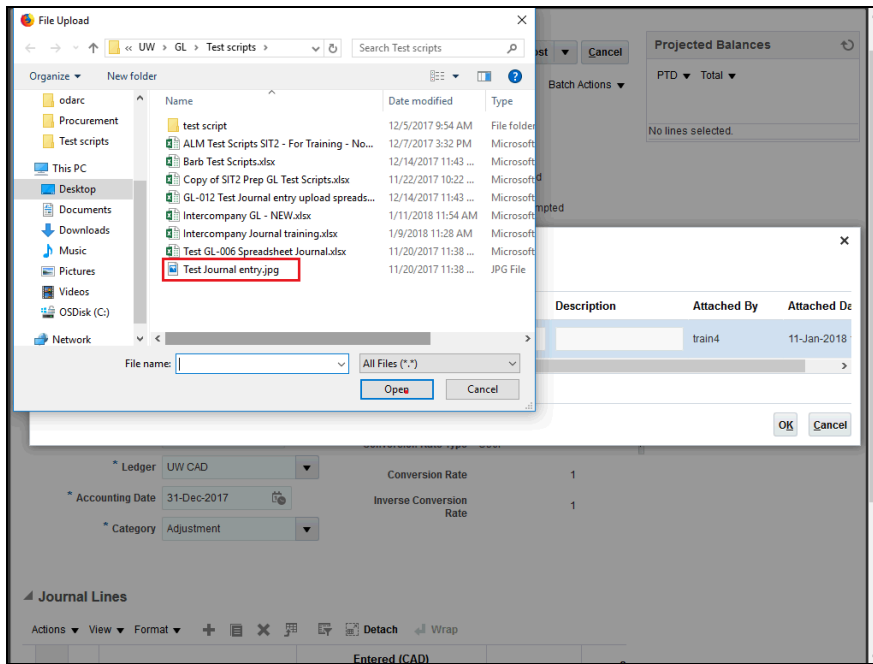 File Upload
« UW > GL > Test scripts >
Search Test scripts
Organize
New folder
odarc
Procurement
Test scripts
This PC
Desktop
Documents
Downloads
Music
Pictures
Videos
OSDisk (C:)
Network
Name Date modified Type
test script 12/5/2017 9:54 AM File folder
ALM Test Scripts SIT2 - For Training - No... 12/7/2017 3:32 PM Microsoft
Barb Test Scripts.xlsx 12/14/2017 11:43 ... Microsoft
Copy of SIT2 Prep GL Test Scripts.xlsx 11/22/2017 10:22 ... Microsoft
GL-012 Test Journal entry upload spreads... 12/14/2017 11:43 ... Microsoft
Intercompany GL - NEW.xlsx 1/11/2018 11:54 AM Microsoft
Intercompany Journal training.xlsx 1/9/2018 11:28 AM Microsoft
Test GL-006 Spreadsheet Journal.xlsx 11/20/2017 11:38 ... Microsoft
Test Journal entry.jpg 11/20/2017 11:38 ... JPG File
File name:
All Files (*.*)
Open Cancel
ost Cancel
Batch Actions
Projected Balances
PTD Total
No lines selected.
d
mpted
Description Attached By Attached Da
train4 11-Jan-2018
OK Cancel
* Ledger UW CAD
* Accounting Date 31-Dec-2017
* Category Adjustment
Conversion Rate 1
Inverse Conversion
Rate 1
Journal Lines
Actions View Format Detach Wrap
Entered (CAD)